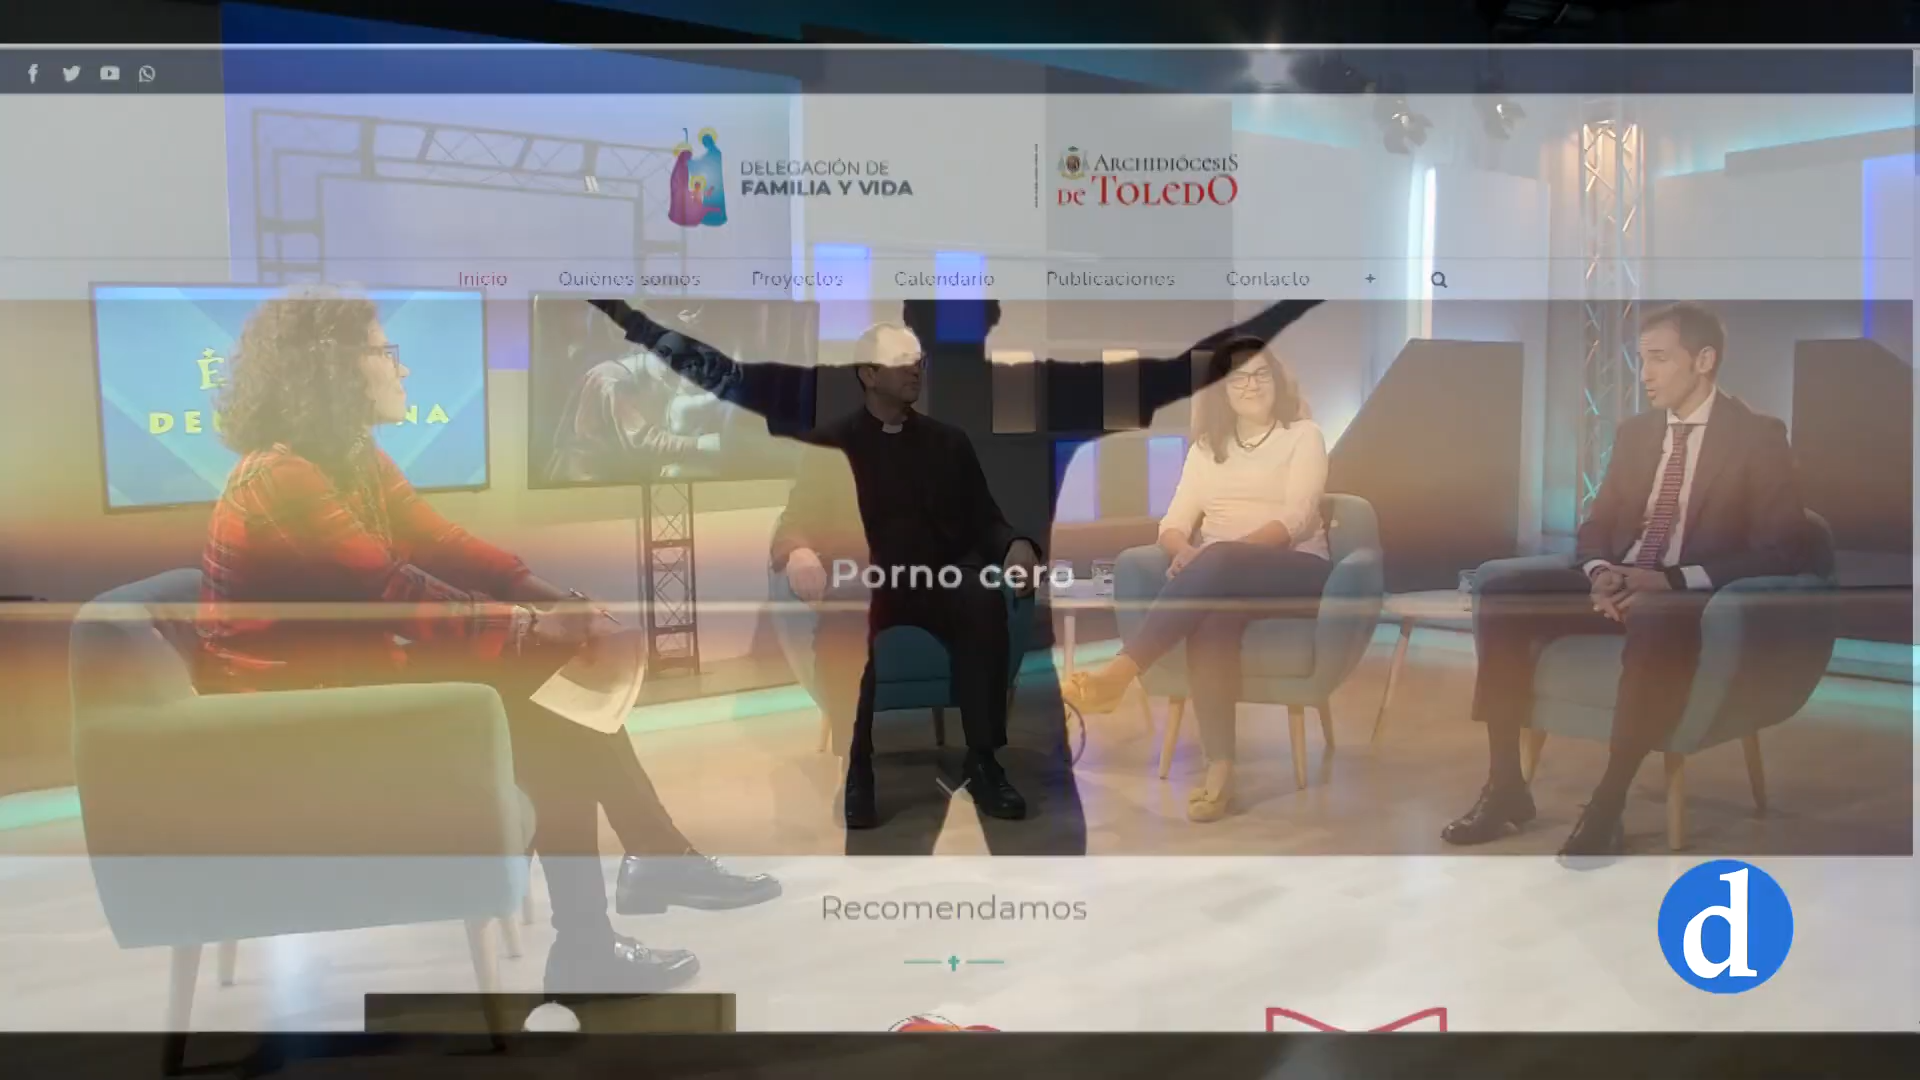 DELEGACIÓN DE
FAMILIA Y VIDA
ARCHIDIÓCESIS
DE TOLEDO
Inicio
Quiénes somos
Proyectos
Calendario
Publicaciones
Contacto
+
Porno cero
Recomendamos
d